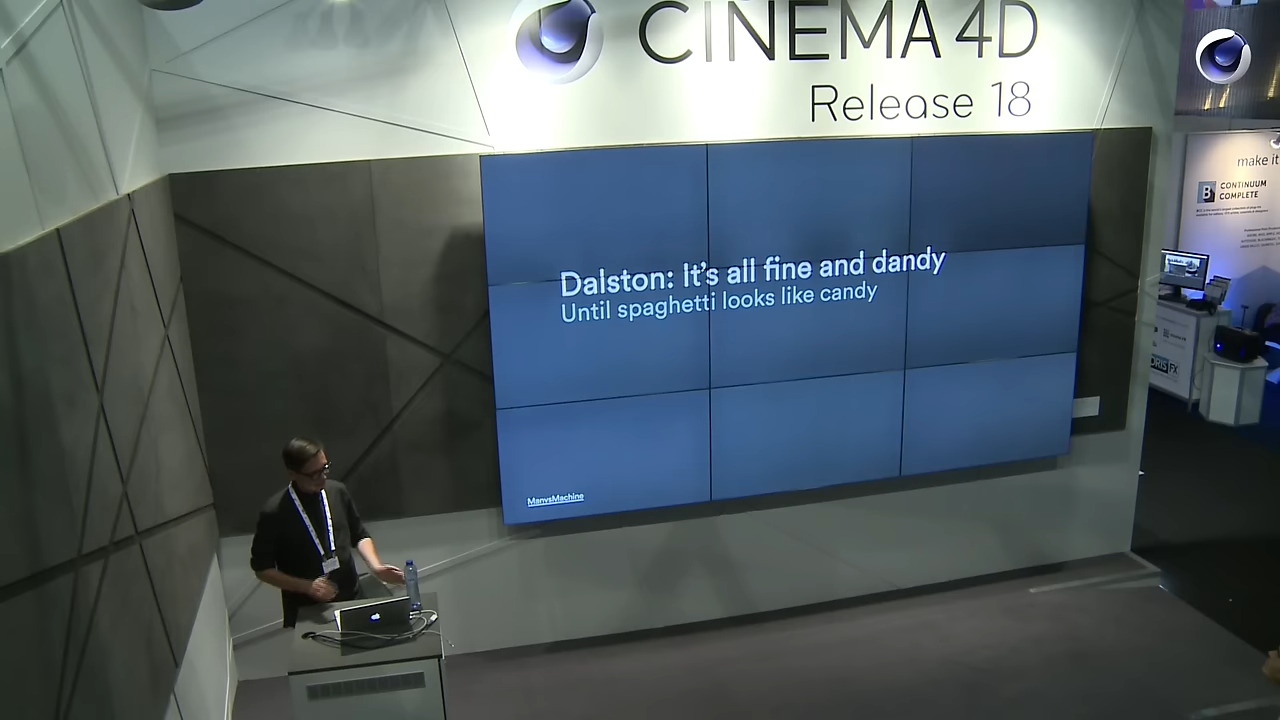 CINEMA 4D
Release 18
make it
CONTINUUM
COMPLETE
Dalston: It's all fine and dandy
Until spaghetti looks like candy
ManvsMachine